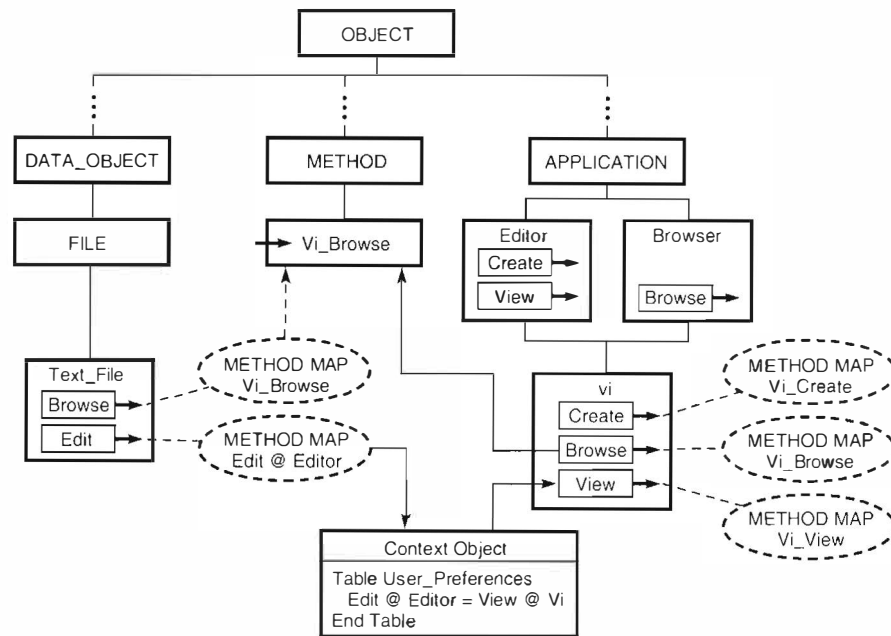 OBJECT
DATA_OBJECT
METHOD
APPLICATION
FILE
Vi_Browse
Editor
Create
View
Browser
Browse
Text_File
Browse
Edit
METHOD MAP
Vi_Browse
METHOD MAP
Edit @ Editor
vi
Create
Browse
View
METHOD MAP
Vi_Create
METHOD MAP
Vi_Browse
METHOD MAP
Vi_View
Context Object
Table User_Preferences
Edit @ Editor = View @ Vi
End Table